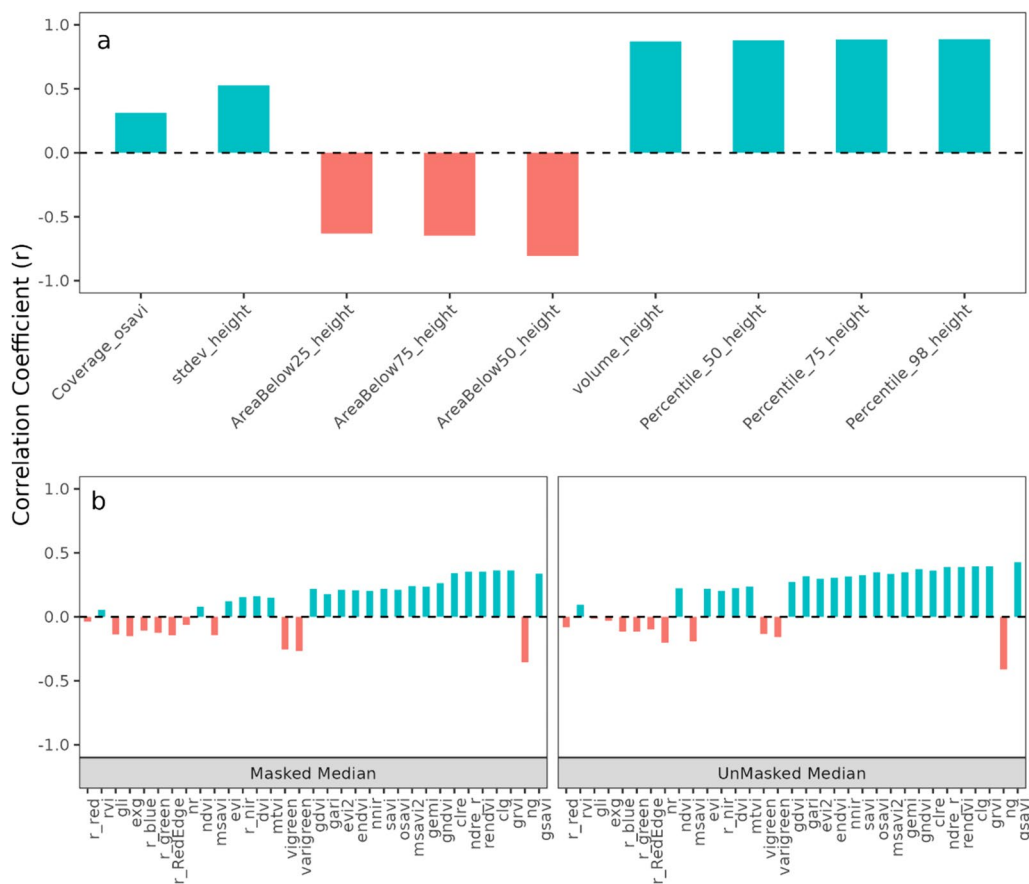 a
Correlation Coefficient (r)
1.0
0.5
0.0
-0.5
-1.0
Coverage_osavi
stdev_height
AreaBelow25_height
AreaBelow75_height
AreaBelow50_height
volume_height
Percentile_50_height
Percentile_75_height
Percentile_98_height
b
1.0
0.5
0.0
-0.5
-1.0
Masked Median
UnMasked Median
r_red
rvi
gli
exg
r_blue
r_green
r_RedEdge
nr
ndvi
msavi
evi
r_nir
dvi
mtvi
vigreen
varigreen
gdvi
gari
evi2
endvi
nnir
savi
osavi
msavi2
gemi
gndvi
clre
ndre_r
rendvi
clg
grvi
ng
gsavi
r_red
rvi
gli
exg
r_blue
r_green
r_RedEdge
nr
ndvi
msavi
evi
r_nir
dvi
mtvi
vigreen
varigreen
gdvi
gari
evi2
endvi
nnir
savi
osavi
msavi2
gemi
gndvi
clre
ndre_r
rendvi
clg
grvi
ng
gsavi